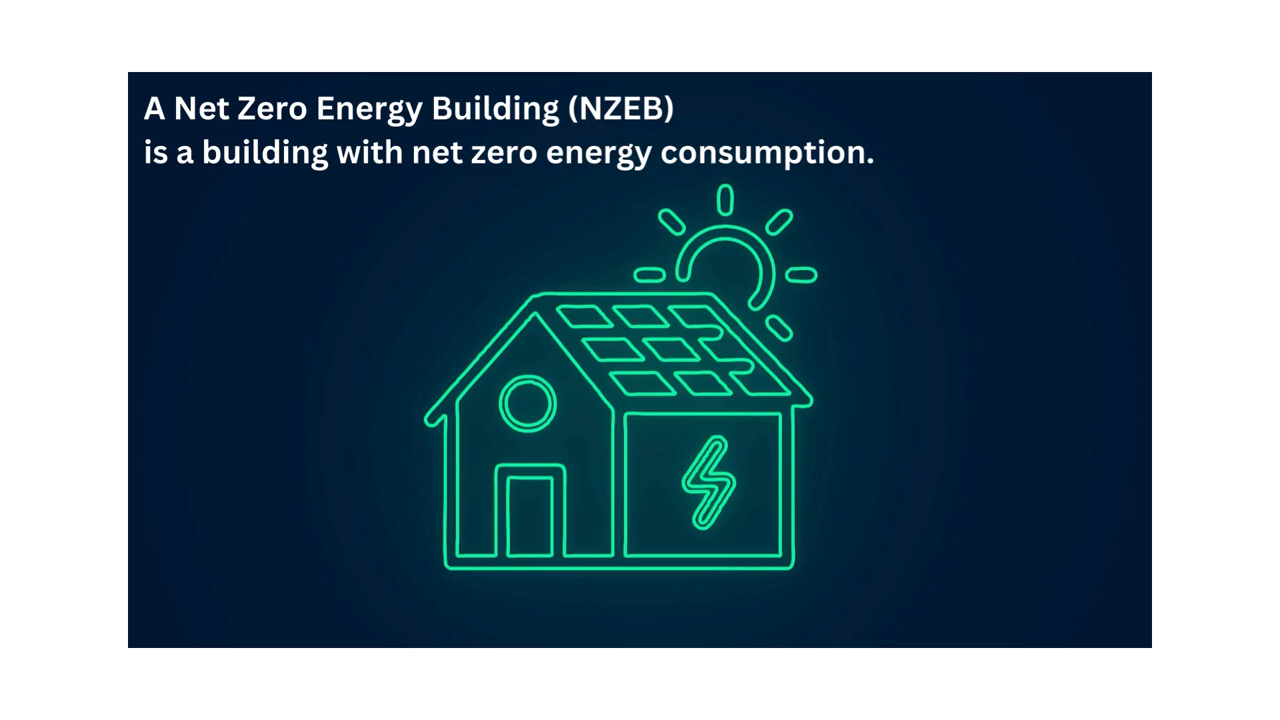 A Net Zero Energy Building (NZEB)
is a building with net zero energy consumption.